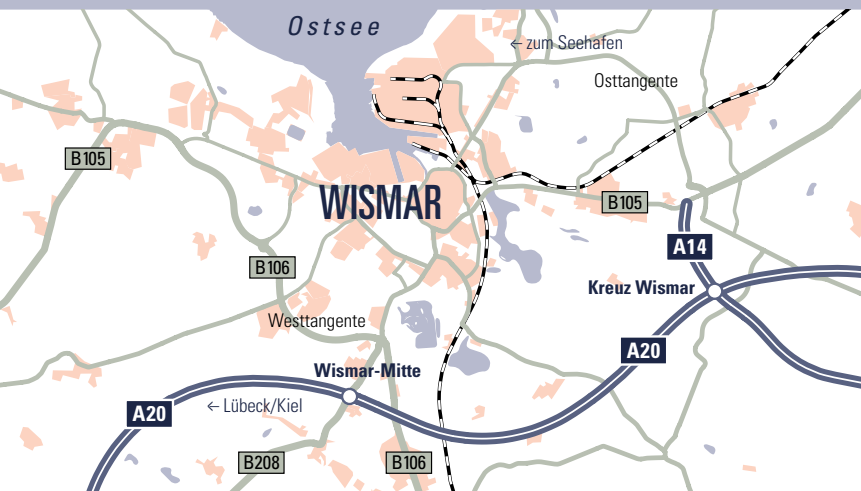 Ostsee
← zum Seehafen
Osttangente
B105
WISMAR
B105
A14
B106
Kreuz Wismar
Westtangente
A20
Wismar-Mitte
A20
← Lübeck/Kiel
B208
B106